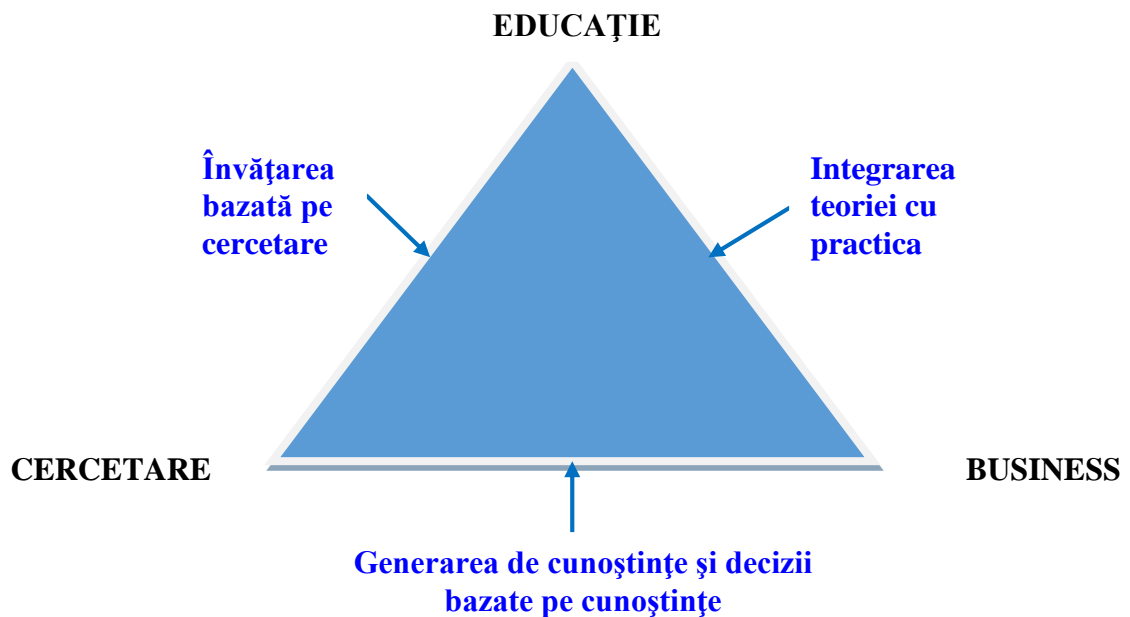 EDUCAŢIE
Învăţarea
bazată pe
cercetare
Integrarea
teoriei cu
practica
CERCETARE
BUSINESS
Generarea de cunoştinţe şi decizii
bazate pe cunoştinţe